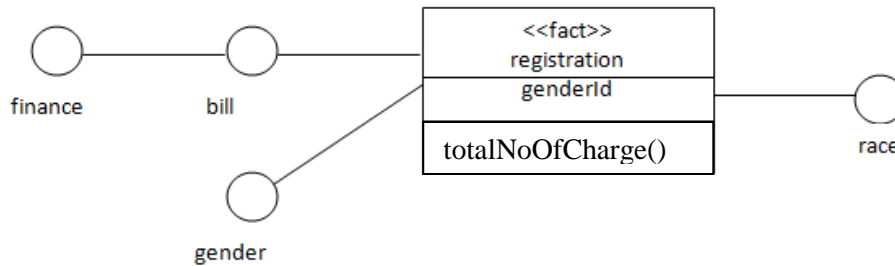 <<fact>>
registration
genderId
totalNoOfCharge()
finance
bill
gender
race